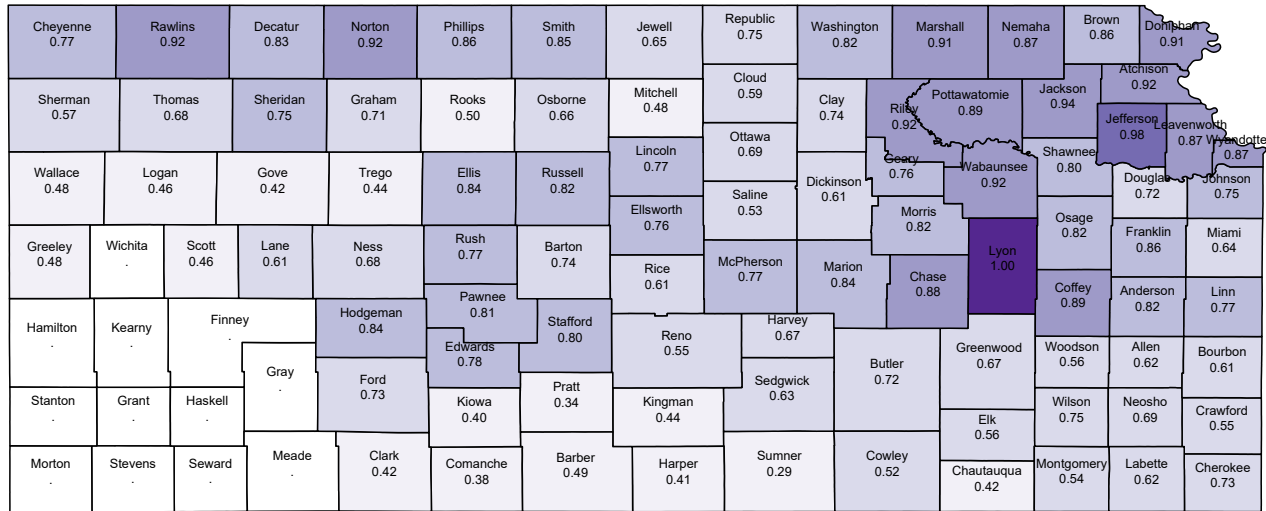 Cheyenne
0.77
Rawlins
0.92
Decatur
0.83
Norton
0.92
Phillips
0.86
Smith
0.85
Jewell
0.65
Republic
0.75
Washington
0.82
Marshall
0.91
Nemaha
0.87
Brown
0.86
Doniphan
0.91
Sherman
0.57
Thomas
0.68
Sheridan
0.75
Graham
0.71
Rooks
0.50
Osborne
0.66
Mitchell
0.48
Cloud
0.59
Clay
0.74
Riley
0.92
Pottawatomie
0.89
Jackson
0.94
Atchison
0.92
Jefferson
0.98
Leavenworth
0.87
Wyandotte
0.87
Wallace
0.48
Logan
0.46
Gove
0.42
Trego
0.44
Ellis
0.84
Russell
0.82
Lincoln
0.77
Ottawa
0.69
Saline
0.53
Dickinson
0.61
Geary
0.76
Wabaunsee
0.92
Shawnee
0.80
Douglas
0.72
Johnson
0.75
Greeley
0.48
Wichita
.
Scott
0.46
Lane
0.61
Ness
0.68
Rush
0.77
Barton
0.74
Ellsworth
0.76
Rice
0.61
McPherson
0.77
Marion
0.84
Morris
0.82
Chase
0.88
Lyon
1.00
Osage
0.82
Franklin
0.86
Miami
0.64
Coffey
0.89
Anderson
0.82
Linn
0.77
Hamilton
.
Kearny
.
Finney
.
Hodgeman
0.84
Pawnee
0.81
Stafford
0.80
Edwards
0.78
Gray
.
Ford
0.73
Reno
0.55
Harvey
0.67
Sedgwick
0.63
Butler
0.72
Greenwood
0.67
Woodson
0.56
Allen
0.62
Bourbon
0.61
Stanton
.
Grant
.
Haskell
.
Kiowa
0.40
Pratt
0.34
Kingman
0.44
Elk
0.56
Wilson
0.75
Neosho
0.69
Crawford
0.55
Morton
.
Stevens
.
Seward
.
Meade
.
Clark
0.42
Comanche
0.38
Barber
0.49
Harper
0.41
Sumner
0.29
Cowley
0.52
Chautauqua
0.42
Montgomery
0.54
Labette
0.62
Cherokee
0.73